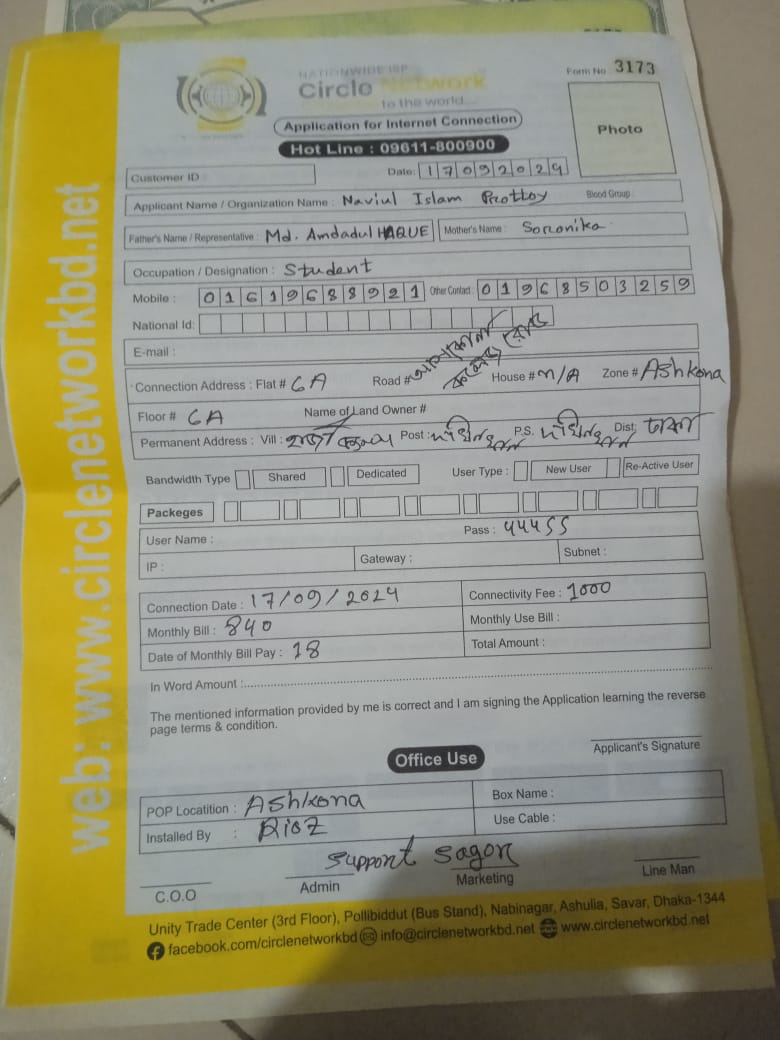 NATIONWIDE ISP
Circle Network
to the world...
Form No. 3173
Photo
Application for Internet Connection
Hot Line : 09611-800900
Customer ID :
Date: 17092024
Applicant Name / Organization Name : Naviul Islam Prottoy Blood Group:
Father's Name / Representative : Md. Amdadul HAQUE Mother's Name : Soronika
Occupation / Designation : Student
Mobile : 01619688921 Other Contact : 01968503259
National Id:
E-mail :
Connection Address : Flat # 6A Road # House # n/A Zone # Ashkona
Floor # 6A Name of Land Owner #
Permanent Address : Vill : Post : দক্ষিনখান P.S. দক্ষিনখান Dist: ঢাকা
Bandwidth Type Shared Dedicated User Type : New User Re-Active User
Packeges
User Name : Pass : 44455
IP : Gateway : Subnet :
Connection Date : 17/09/2024 Connectivity Fee : 1000
Monthly Bill : 840 Monthly Use Bill :
Date of Monthly Bill Pay : 18 Total Amount :
In Word Amount :
The mentioned information provided by me is correct and I am signing the Application learning the reverse
page terms & condition.
Applicant's Signature
Office Use
POP Locatition : Ashkona Box Name :
Installed By : Use Cable :
Support Sagor
C.O.O Admin Marketing Line Man
Unity Trade Center (3rd Floor), Pollibiddut (Bus Stand), Nabinagar, Ashulia, Savar, Dhaka-1344
facebook.com/circlenetworkbd info@circlenetworkbd.net www.circlenetworkbd.net
web: www.circlenetworkbd.net